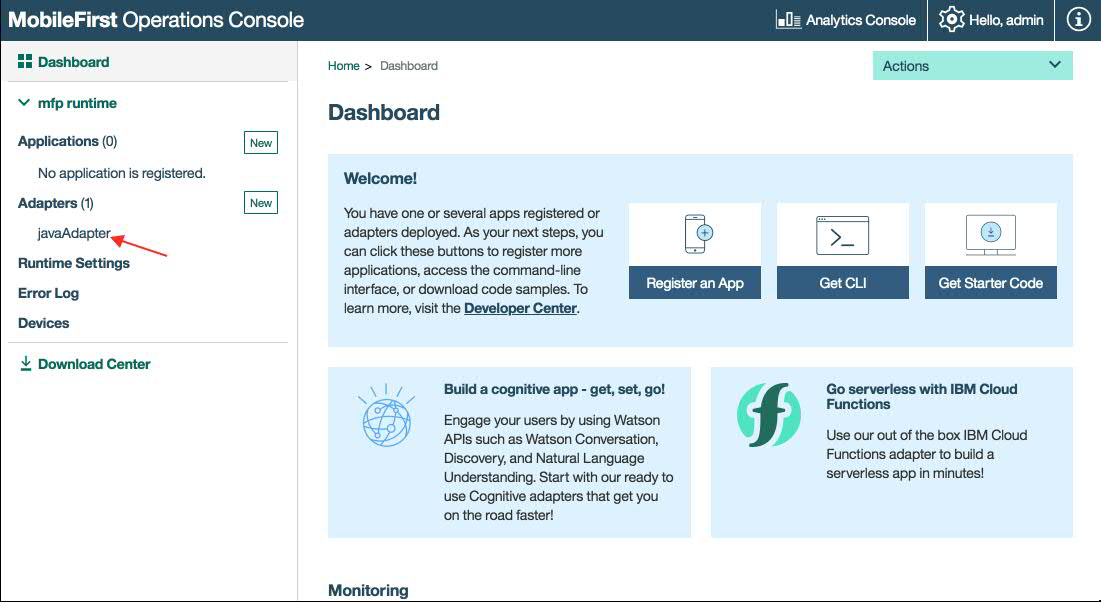 MobileFirst Operations Console
Analytics Console
Hello, admin
Dashboard
mfp runtime
Applications (0)
New
No application is registered.
Adapters (1)
New
javaAdapter
Runtime Settings
Error Log
Devices
Download Center
Home > Dashboard
Actions
Dashboard
Welcome!
You have one or several apps registered or
adapters deployed. As your next steps, you
can click these buttons to register more
applications, access the command-line
interface, or download code samples. To
learn more, visit the Developer Center.
Register an App
Get CLI
Get Starter Code
Build a cognitive app - get, set, go!
Engage your users by using Watson
APIs such as Watson Conversation,
Discovery, and Natural Language
Understanding. Start with our ready to
use Cognitive adapters that get you
on the road faster!
Go serverless with IBM Cloud
Functions
Use our out of the box IBM Cloud
Functions adapter to build a
serverless app in minutes!
Monitoring